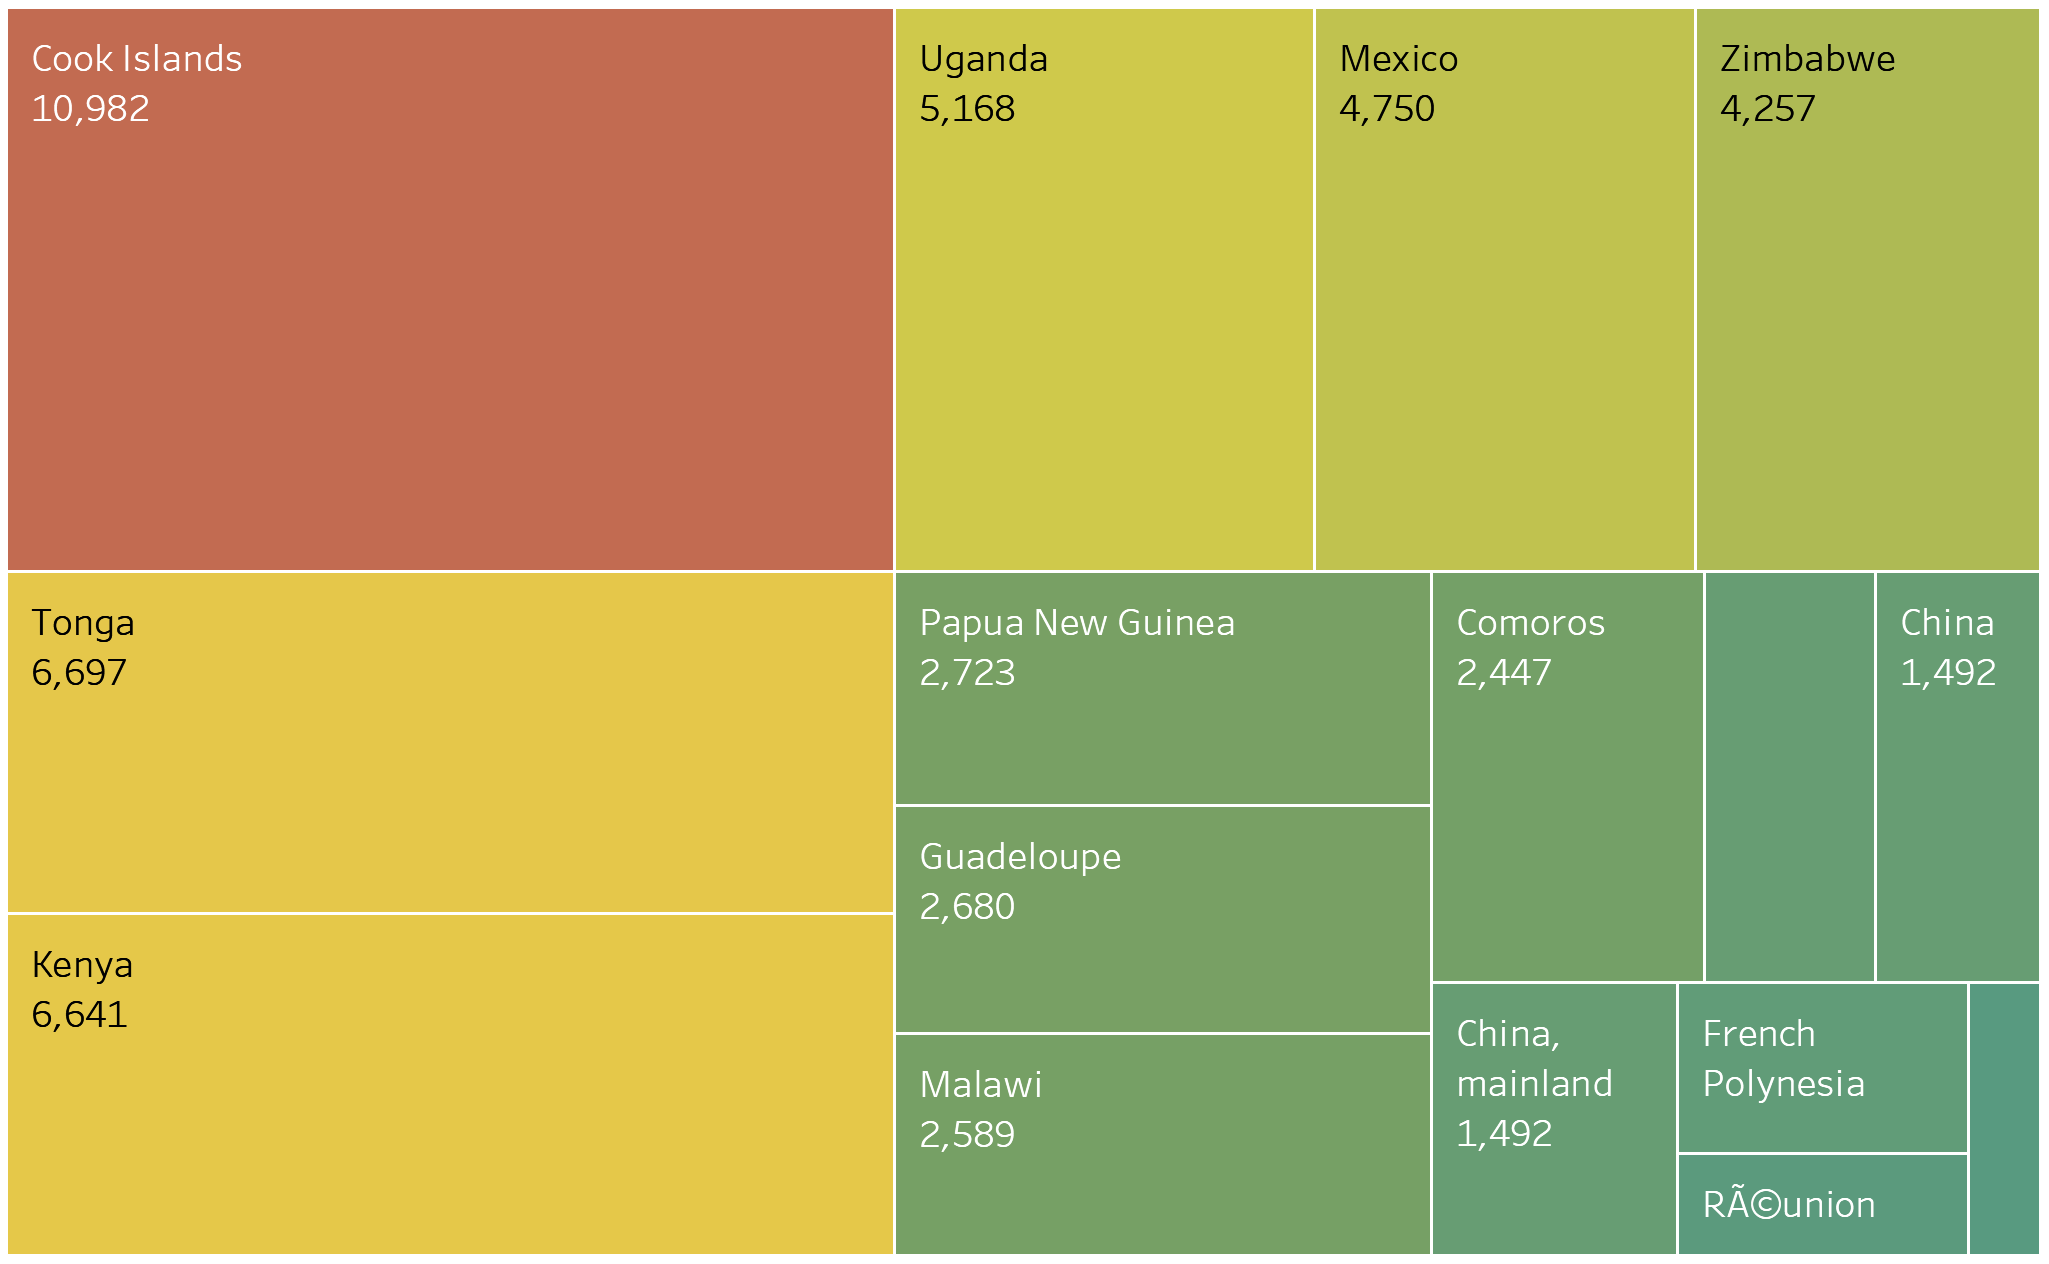 Cook Islands
10,982
Uganda
5,168
Mexico
4,750
Zimbabwe
4,257
Tonga
6,697
Kenya
6,641
Papua New Guinea
2,723
Guadeloupe
2,680
Malawi
2,589
Comoros
2,447
China
1,492
China,
mainland
1,492
French
Polynesia
RÃ©union